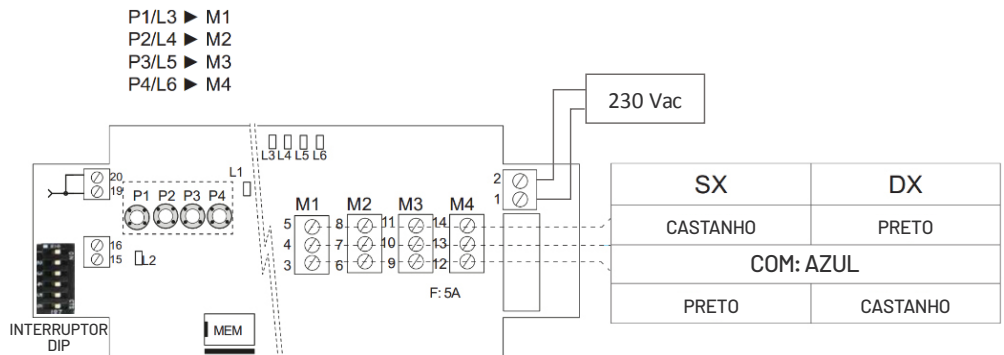 P1/L3 ► M1
P2/L4 ► M2
P3/L5 ► M3
P4/L6 ► M4
230 Vac
L3 L4 L5 L6
20
19
P1 P2 P3 P4
L1
2
1
SX DX
CASTANHO PRETO
COM: AZUL
PRETO CASTANHO
M1 M2 M3 M4
5 8 11 14
4 7 10 13
3 6 9 12
F: 5A
16
15
L2
INTERRUPTOR
DIP
MEM